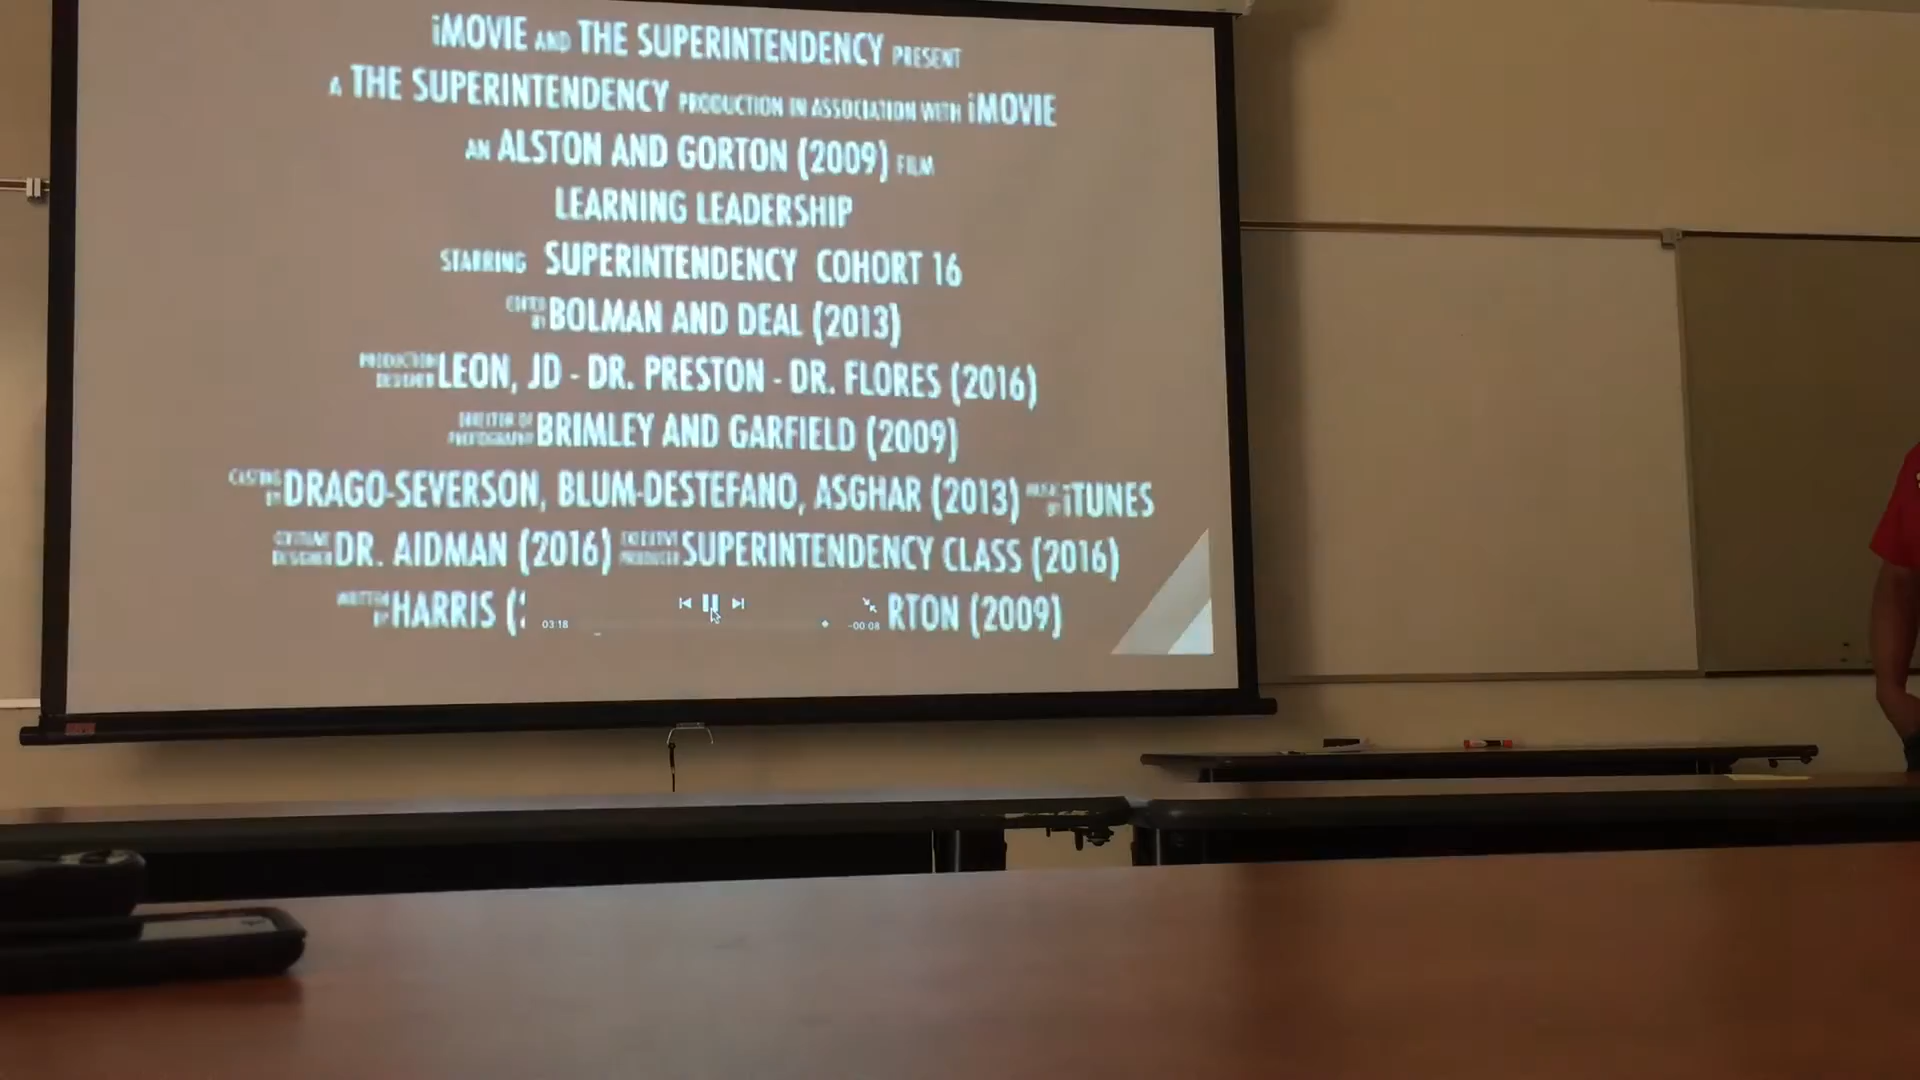 iMOVIE AND THE SUPERINTENDENCY PRESENT
A THE SUPERINTENDENCY PRODUCTION IN ASSOCIATION WITH iMOVIE
AN ALSTON AND GORTON (2009) FILM
LEARNING LEADERSHIP
STARRING SUPERINTENDENCY COHORT 16
EDITED BY BOLMAN AND DEAL (2013)
PRODUCTION DESIGNER LEON, JD - DR. PRESTON - DR. FLORES (2016)
DIRECTOR OF PHOTOGRAPHY BRIMLEY AND GARFIELD (2009)
CASTING BY DRAGO-SEVERSON, BLUM-DESTEFANO, ASGHAR (2013) MUSIC BY iTUNES
COSTUME DESIGNER DR. AIDMAN (2016) EXECUTIVE PRODUCER SUPERINTENDENCY CLASS (2016)
WRITTEN BY HARRIS ( RTON (2009)
03:18 -00:08